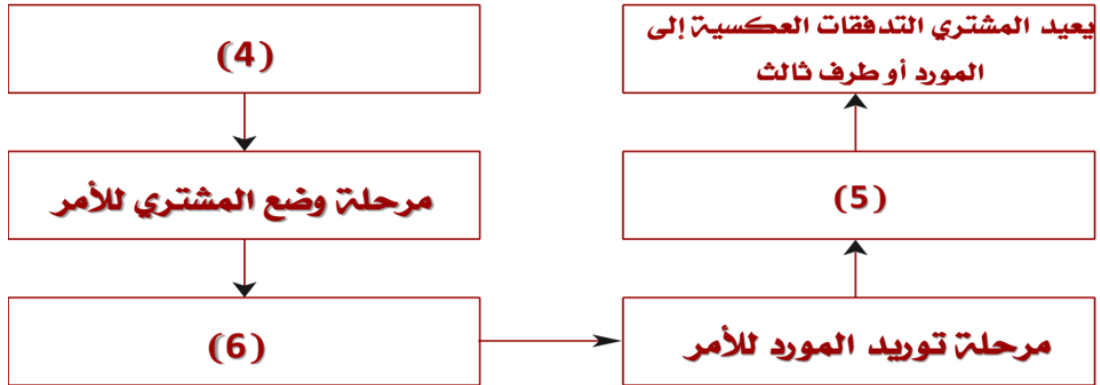 (4)
مرحلة وضع المشتري للأمر
(6)
مرحلة توريد المورد للأمر
(5)
يعيد المشتري التدفقات العكسية إلى
المورد أو طرف ثالث